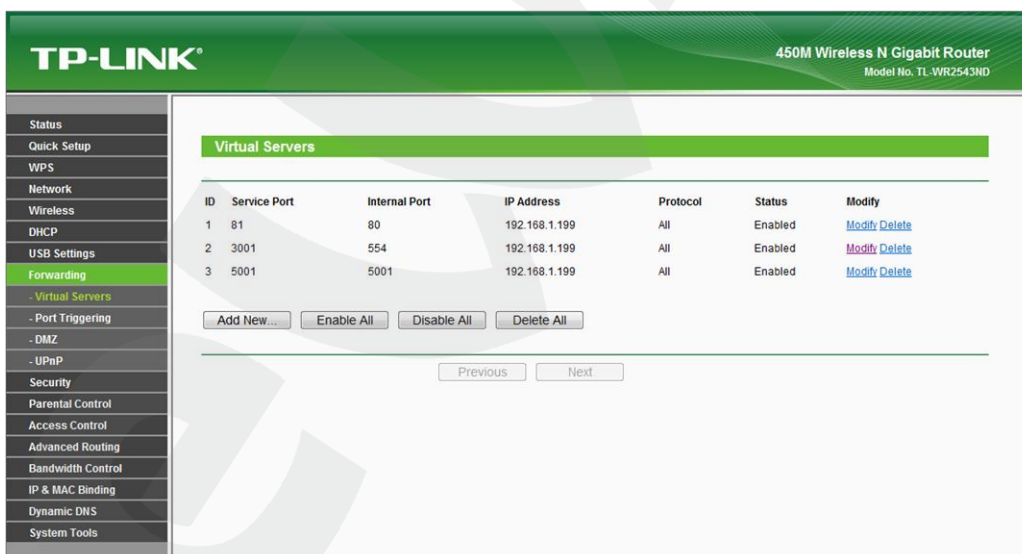 TP-LINK®
450M Wireless N Gigabit Router
Model No. TL-WR2543ND
Status
Quick Setup
WPS
Network
Wireless
DHCP
USB Settings
Forwarding
- Virtual Servers
- Port Triggering
- DMZ
- UPnP
Security
Parental Control
Access Control
Advanced Routing
Bandwidth Control
IP & MAC Binding
Dynamic DNS
System Tools
Virtual Servers
ID Service Port Internal Port IP Address Protocol Status Modify
1 81 80 192.168.1.199 All Enabled Modify Delete
2 3001 554 192.168.1.199 All Enabled Modify Delete
3 5001 5001 192.168.1.199 All Enabled Modify Delete
Add New... Enable All Disable All Delete All
Previous Next